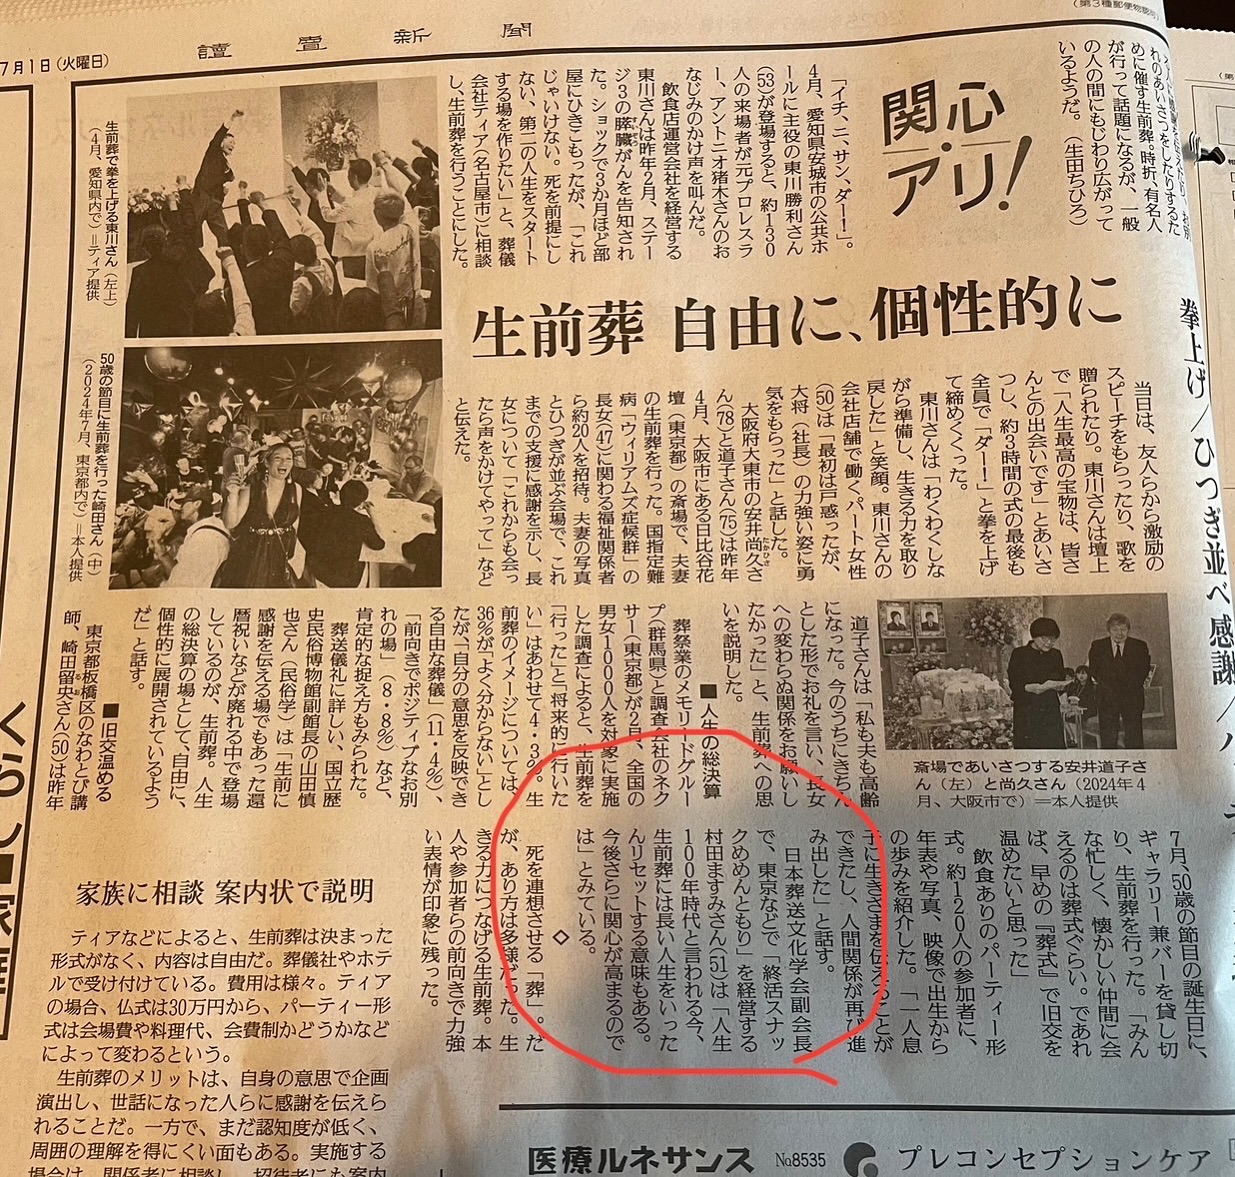 7月1日(火曜日)
讀賣新聞
(第3種郵便物認可)
めに催す生前葬。時折、有名人
が行って話題になるが、一般
の人の間にもじわり広がって
いるようだ。(生田ちひろ)
関心
アリ!
「イチ、ニ、サン、ダー!」。
4月、愛知県安城市の公共ホ
ールに主役の東川勝利さん
(53)が登場すると、約130
人の来場者が元プロレスラ
ー、アントニオ猪木さんのお
なじみのかけ声を叫んだ。
飲食店運営会社を経営する
東川さんは昨年2月、ステー
ジ3の膵臓がんを告知され
た。ショックで3か月ほど部
屋にひきこもったが、「これ
じゃいけない。死を前提にし
ない、第二の人生をスタート
する場を作りたい」と、葬儀
会社ティア(名古屋市)に相談
し、生前葬を行うことにした。
生前葬で拳を上げる東川さん(左上)
(4月、愛知県内で)=ティア提供
50歳の節目に生前葬を行った崎田さん(中)
(2024年7月、東京都内で)=本人提供
生前葬 自由に、個性的に
拳上げ/ひつぎ並べ感謝/
当日は、友人らから激励の
スピーチをもらったり、歌を
贈られたり。東川さんは壇上
で「人生最高の宝物は、皆さ
んとの出会いです」とあいさ
つし、約3時間の式の最後も
全員で「ダー!」と拳を上げ
て締めくくった。
東川さんは「わくわくしな
がら準備し、生きる力を取り
戻した」と笑顔。東川さんの
会社店舗で働くパート女性
(50)は「最初は戸惑ったが、
大将(社長)の力強い姿に勇
気をもらった」と話した。
大阪府大東市の安井尚久さ
ん(78)と道子さん(75)は昨年
4月、大阪市にある日比谷花
壇(東京都)の斎場で、夫妻
の生前葬を行った。国指定難
病「ウィリアムズ症候群」の
長女(47)に関わる福祉関係者
ら約20人を招待。夫妻の写真
とひつぎが並ぶ会場で、これ
までの支援に感謝を示し、長
女について「これからも会っ
たら声をかけてやって」など
と伝えた。
斎場であいさつする安井道子さ
ん(左)と尚久さん(2024年4
月、大阪市で)=本人提供
道子さんは「私も夫も高齢
になった。今のうちにきちん
とした形でお礼を言い、長女
への変わらぬ関係をお願いし
たかった」と、生前葬への思
いを説明した。
■人生の総決算
葬祭業のメモリードグルー
プ(群馬県)と調査会社のネク
サー(東京都)が2月、全国の
男女1000人を対象に実施
した調査によると、生前葬を
「行った」と「将来的に行いた
い」はあわせて4・3%。生
前葬のイメージについては、
36%が「よく分からない」とし
たが、「自分の意思を反映でき
る自由な葬儀」(11・4%)、
「前向きでポジティブなお別
れの場」(8・8%)など、
肯定的な捉え方もみられた。
葬送儀礼に詳しい、国立歴
史民俗博物館副館長の山田慎
也さん(民俗学)は「生前に
感謝を伝える場でもあった還
暦祝いなどが廃れる中で登場
しているのが、生前葬。人生
の総決算の場として、自由に、
個性的に展開されているよう
だ」と話す。
■旧交温める
東京都板橋区のなわとび講
師、崎田留央さん(50)は昨年
7月、50歳の節目の誕生日に、
ギャラリー兼バーを貸し切
り、生前葬を行った。「みん
な忙しく、懐かしい仲間に会
えるのは葬式ぐらい。であれ
ば、早めの『葬式』で旧交を
温めたいと思った」
飲食ありのパーティー形
式。約120人の参加者に、
年表や写真、映像で出生から
の歩みを紹介した。「一人息
子に生きざまを伝えることが
できたし、人間関係が再び進
み出した」と話す。
日本葬送文化学会副会長
で、東京などで「終活スナッ
クめめんともり」を経営する
村田ますみさん(51)は「人生
100年時代と言われる今、
生前葬には長い人生をいった
んリセットする意味もある。
今後さらに関心が高まるので
は」とみている。
◇
死を連想させる「葬」。だ
が、あり方は多様だった。生
きる力につなげる生前葬。本
人や参加者らの前向きで力強
い表情が印象に残った。
家族に相談 案内状で説明
ティアなどによると、生前葬は決まった
形式がなく、内容は自由だ。葬儀社やホテ
ルで受け付けている。費用は様々。ティア
の場合、仏式は30万円から、パーティー形
式は会場費や料理代、会費制かどうかなど
によって変わるという。
生前葬のメリットは、自身の意思で企画
演出し、世話になった人らに感謝を伝えら
れることだ。一方で、まだ認知度が低く、
周囲の理解を得にくい面もある。実施する
場合は、関係者に相談し、招待者にも案内
くらし■家庭
医療ルネサンス No.8535 プレコンセプションケア